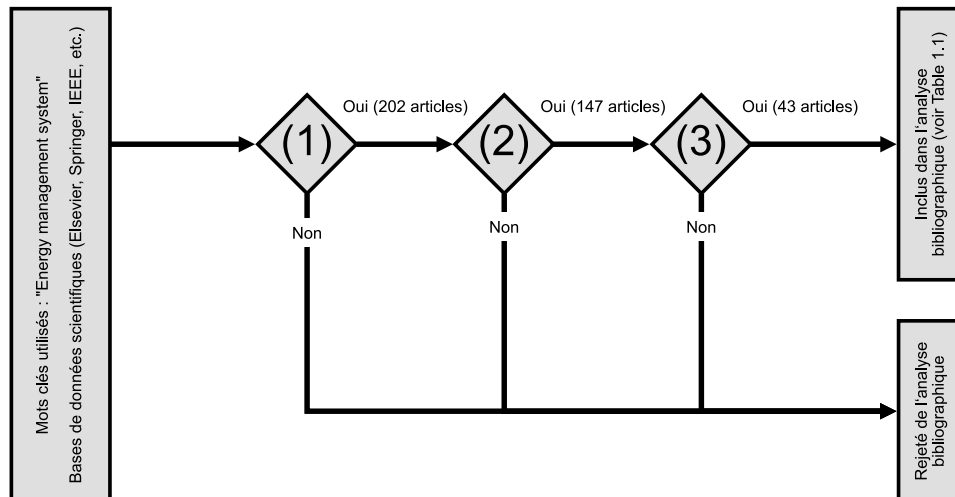 Mots clés utilisés : "Energy management system"
Bases de données scientifiques (Elsevier, Springer, IEEE, etc.)
(1)
Oui (202 articles)
(2)
Oui (147 articles)
(3)
Oui (43 articles)
Non
Non
Non
Inclus dans l'analyse
bibliographique (voir Table 1.1)
Rejeté de l'analyse
bibliographique